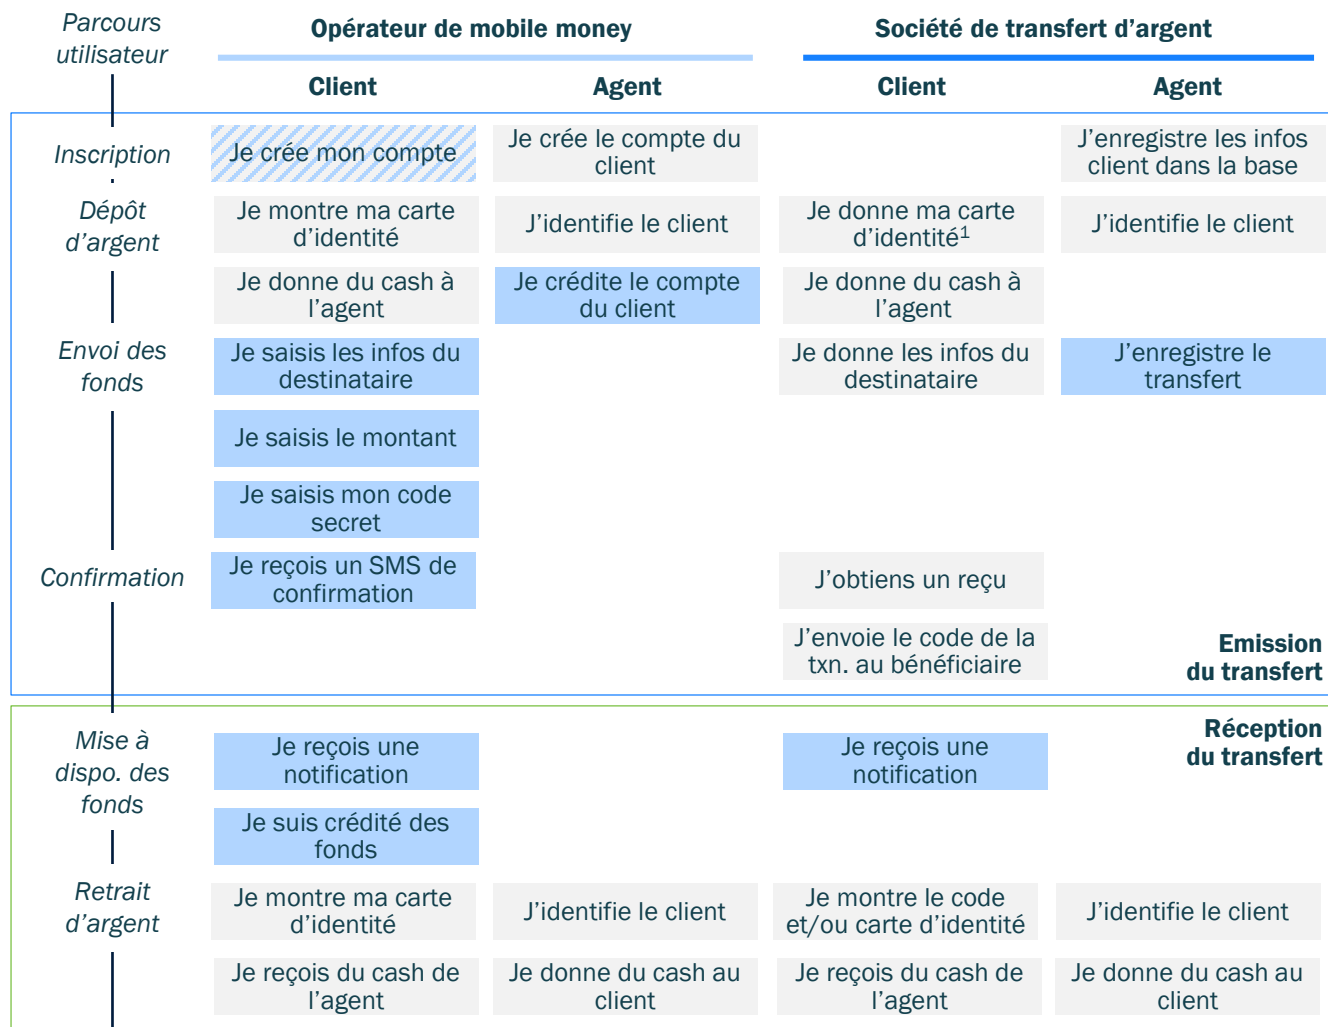 Parcours
utilisateur
Opérateur de mobile money
Société de transfert d’argent
Client
Agent
Client
Agent
Inscription
Je crée mon compte
Je crée le compte du
client
J’enregistre les infos
client dans la base
Dépôt
d’argent
Je montre ma carte
d’identité
J’identifie le client
Je donne ma carte
d’identité¹
J’identifie le client
Je donne du cash à
l’agent
Je crédite le compte
du client
Je donne du cash à
l’agent
Envoi des
fonds
Je saisis les infos du
destinataire
Je donne les infos du
destinataire
J’enregistre le
transfert
Je saisis le montant
Je saisis mon code
secret
Confirmation
Je reçois un SMS de
confirmation
J’obtiens un reçu
J’envoie le code de la
txn. au bénéficiaire
Emission
du transfert
Réception
du transfert
Mise à
dispo. des
fonds
Je reçois une
notification
Je reçois une
notification
Je suis crédité des
fonds
Retrait
d’argent
Je montre ma carte
d’identité
J’identifie le client
Je montre le code
et/ou carte d’identité
J’identifie le client
Je reçois du cash de
l’agent
Je donne du cash au
client
Je reçois du cash de
l’agent
Je donne du cash au
client